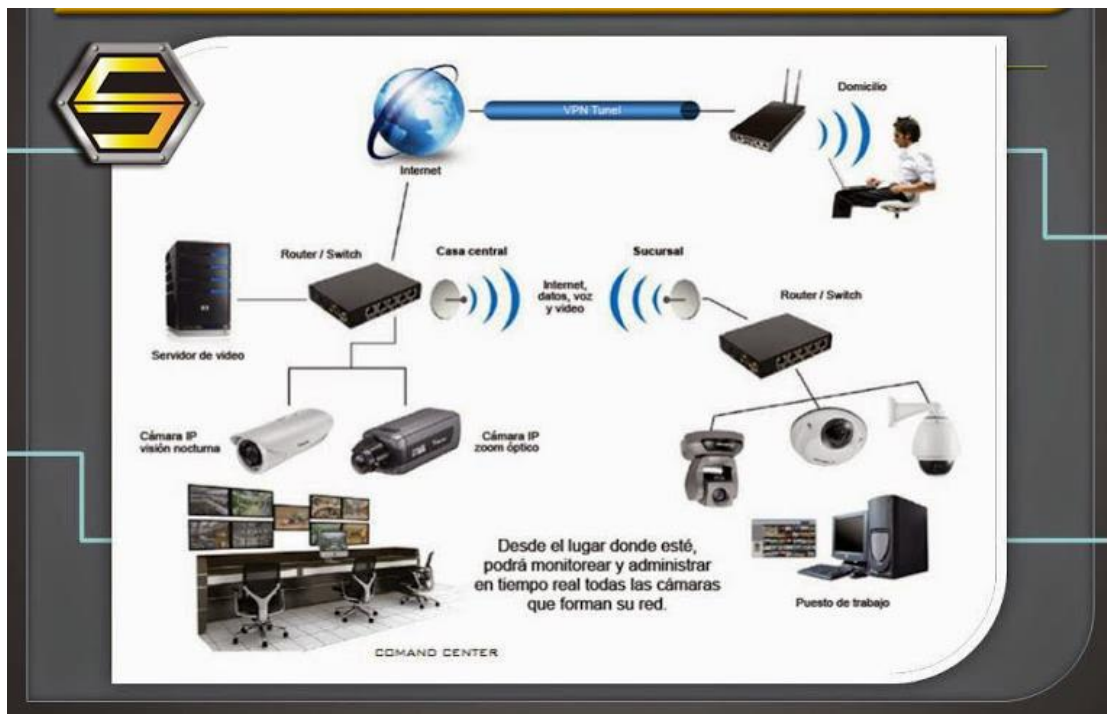 VPN Tunel
Domicilio
Internet
Router / Switch
Casa central
Sucursal
Internet,
datos, voz
y video
Router / Switch
Servidor de video
Cámara IP
visión nocturna
Cámara IP
zoom óptico
Desde el lugar donde esté,
podrá monitorear y administrar
en tiempo real todas las cámaras
que forman su red.
Puesto de trabajo
COMAND CENTER